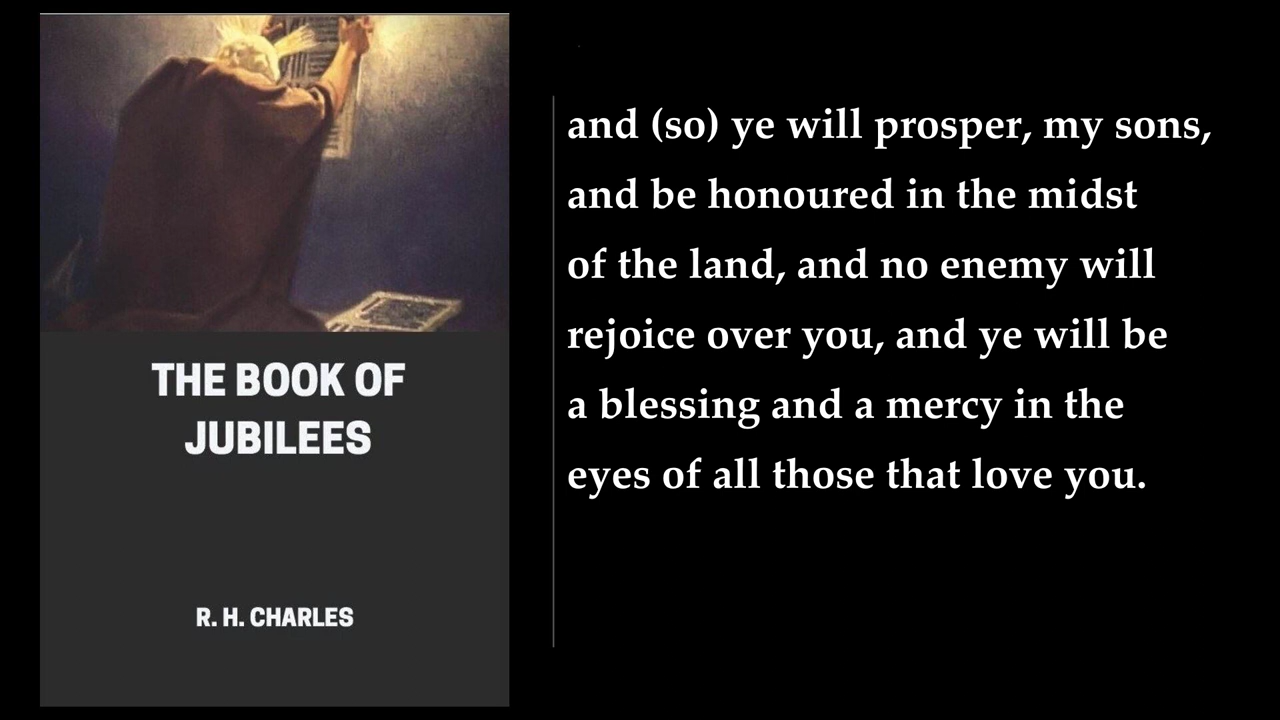 THE BOOK OF
JUBILEES
R. H. CHARLES
and (so) ye will prosper, my sons,
and be honoured in the midst
of the land, and no enemy will
rejoice over you, and ye will be
a blessing and a mercy in the
eyes of all those that love you.